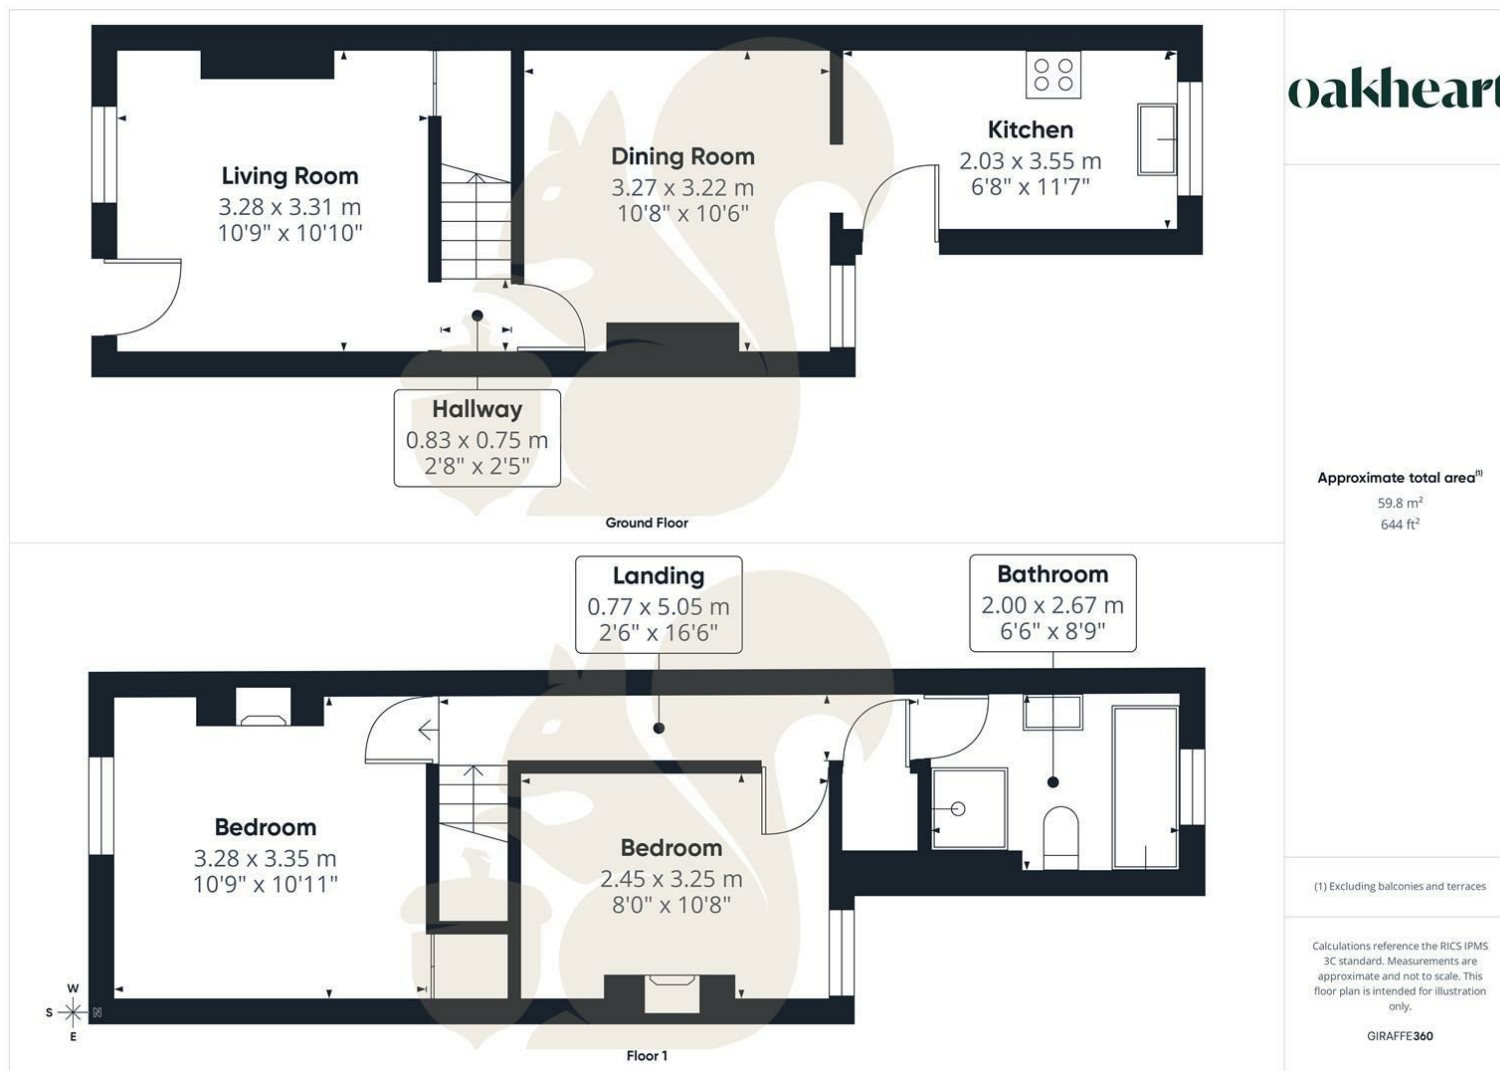 Living Room
3.28 x 3.31 m
10'9" x 10'10"
Dining Room
3.27 x 3.22 m
10'8" x 10'6"
Kitchen
2.03 x 3.55 m
6'8" x 11'7"
Hallway
0.83 x 0.75 m
2'8" x 2'5"
Ground Floor
Landing
0.77 x 5.05 m
2'6" x 16'6"
Bathroom
2.00 x 2.67 m
6'6" x 8'9"
Bedroom
3.28 x 3.35 m
10'9" x 10'11"
Bedroom
2.45 x 3.25 m
8'0" x 10'8"
W
S N
E
Floor 1
oakheart
Approximate total area(1)
59.8 m²
644 ft²
(1) Excluding balconies and terraces
Calculations reference the RICS IPMS
3C standard. Measurements are
approximate and not to scale. This
floor plan is intended for illustration
only.
GIRAFFE360